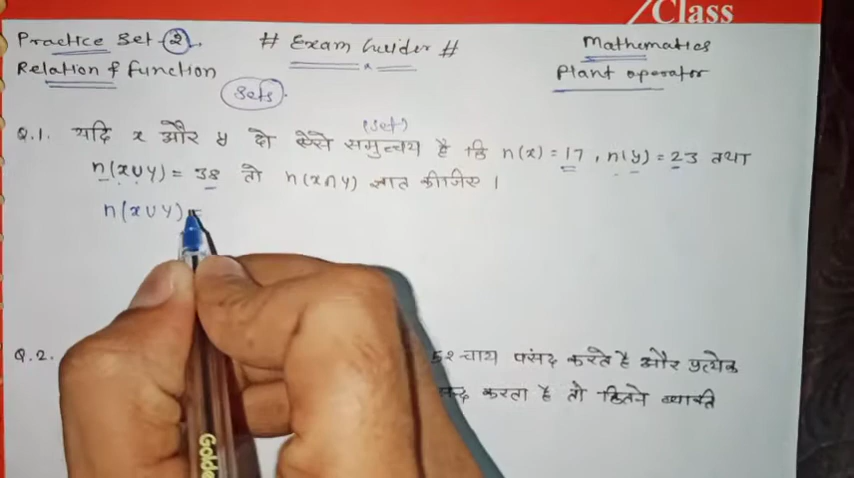 Class
Practice Set-2. # Exam Guider # Mathematics
Relation & function Plant operator
Sets
(Set)
Q.1. यदि x और y दो ऐसे समुच्चय है कि n(x) = 17, n(y) = 23 तथा
n(x∪y) = 38 तो n(x∩y) ज्ञात कीजिए।
n(x∪y) =
Q.2. 52 चाय पसंद करते है और प्रत्येक
करता है तो कितने व्यक्ति
Golde